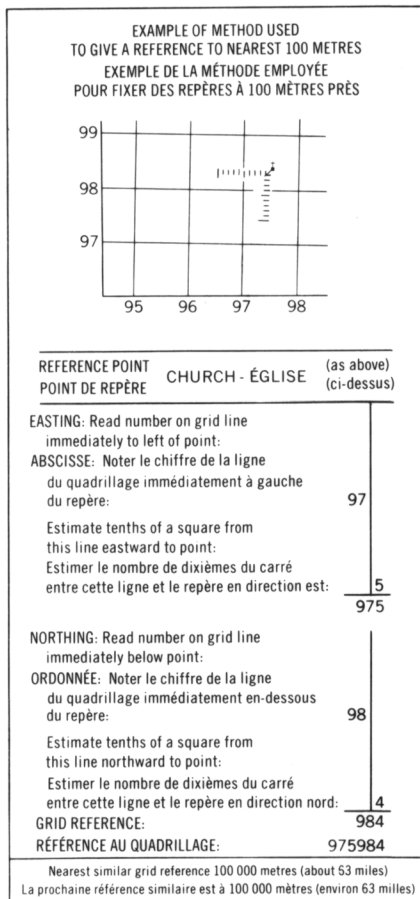 EXAMPLE OF METHOD USED
TO GIVE A REFERENCE TO NEAREST 100 METRES
EXEMPLE DE LA MÉTHODE EMPLOYÉE
POUR FIXER DES REPÈRES À 100 MÈTRES PRÈS
99
98
97
95 96 97 98
REFERENCE POINT
POINT DE REPÈRE
CHURCH - ÉGLISE
(as above)
(ci-dessus)
EASTING: Read number on grid line
immediately to left of point:
ABSCISSE: Noter le chiffre de la ligne
du quadrillage immédiatement à gauche
du repère: 97
Estimate tenths of a square from
this line eastward to point:
Estimer le nombre de dixièmes du carré
entre cette ligne et le repère en direction est: 5
975
NORTHING: Read number on grid line
immediately below point:
ORDONNÉE: Noter le chiffre de la ligne
du quadrillage immédiatement en-dessous
du repère: 98
Estimate tenths of a square from
this line northward to point:
Estimer le nombre de dixièmes du carré
entre cette ligne et le repère en direction nord: 4
GRID REFERENCE: 984
RÉFÉRENCE AU QUADRILLAGE: 975984
Nearest similar grid reference 100 000 metres (about 53 miles)
La prochaine référence similaire est à 100 000 mètres (environ 63 milles)